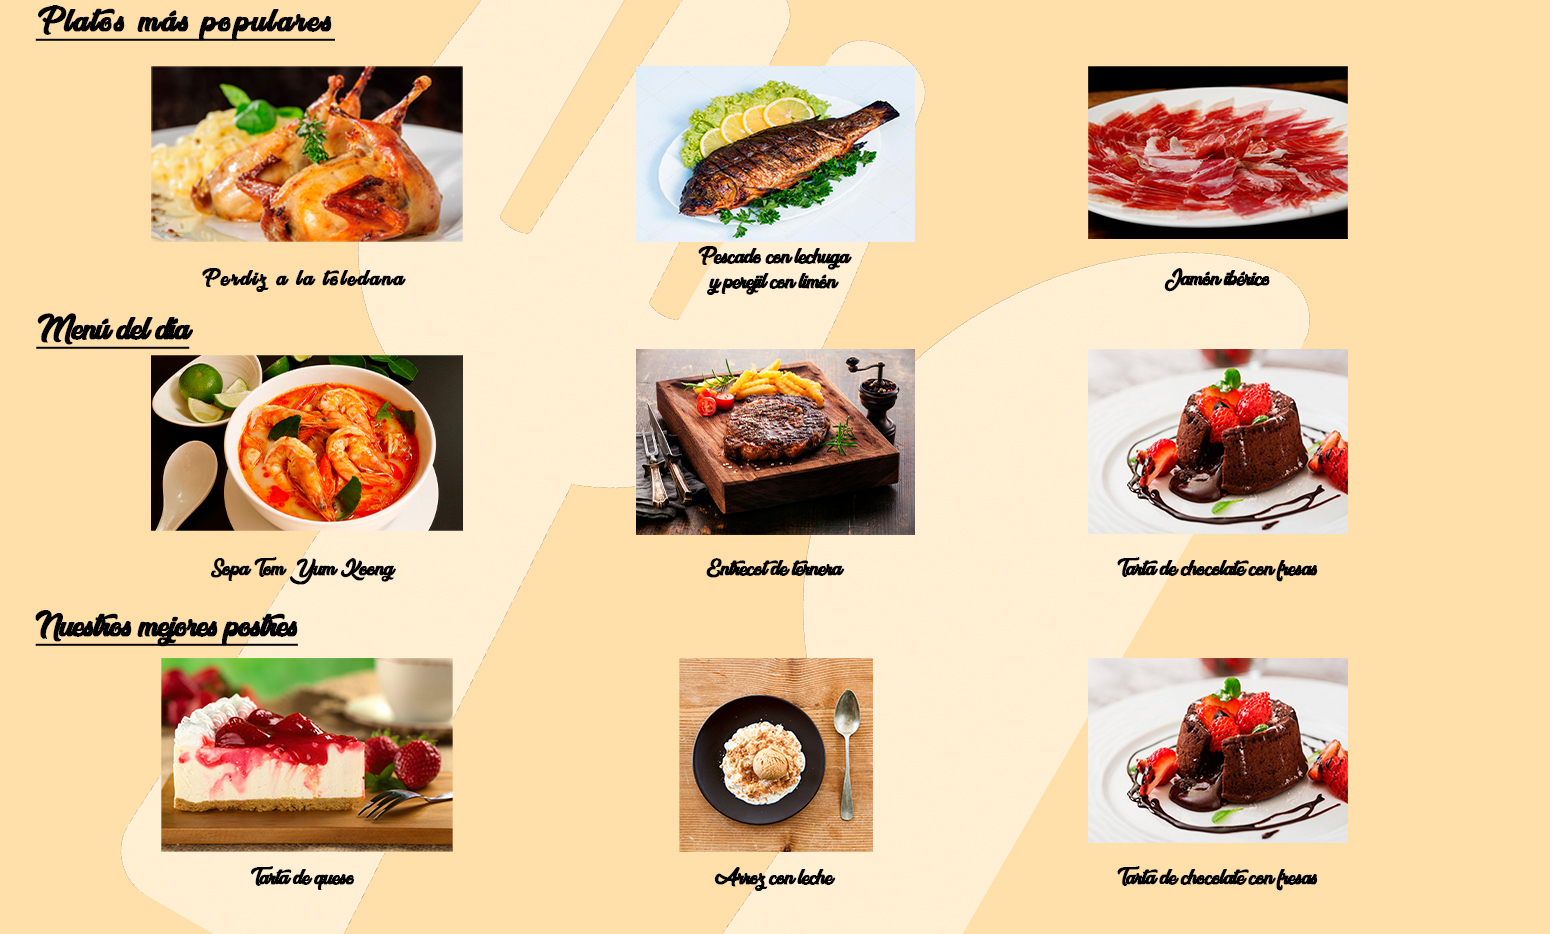 Platos más populares
Perdiz a la toledana
Pescado con lechuga
y perejil con limón
Jamón ibérico
Menú del día
Sopa Tom Yum Koong
Entrecot de ternera
Tarta de chocolate con fresas
Nuestros mejores postres
Tarta de queso
Arroz con leche
Tarta de chocolate con fresas